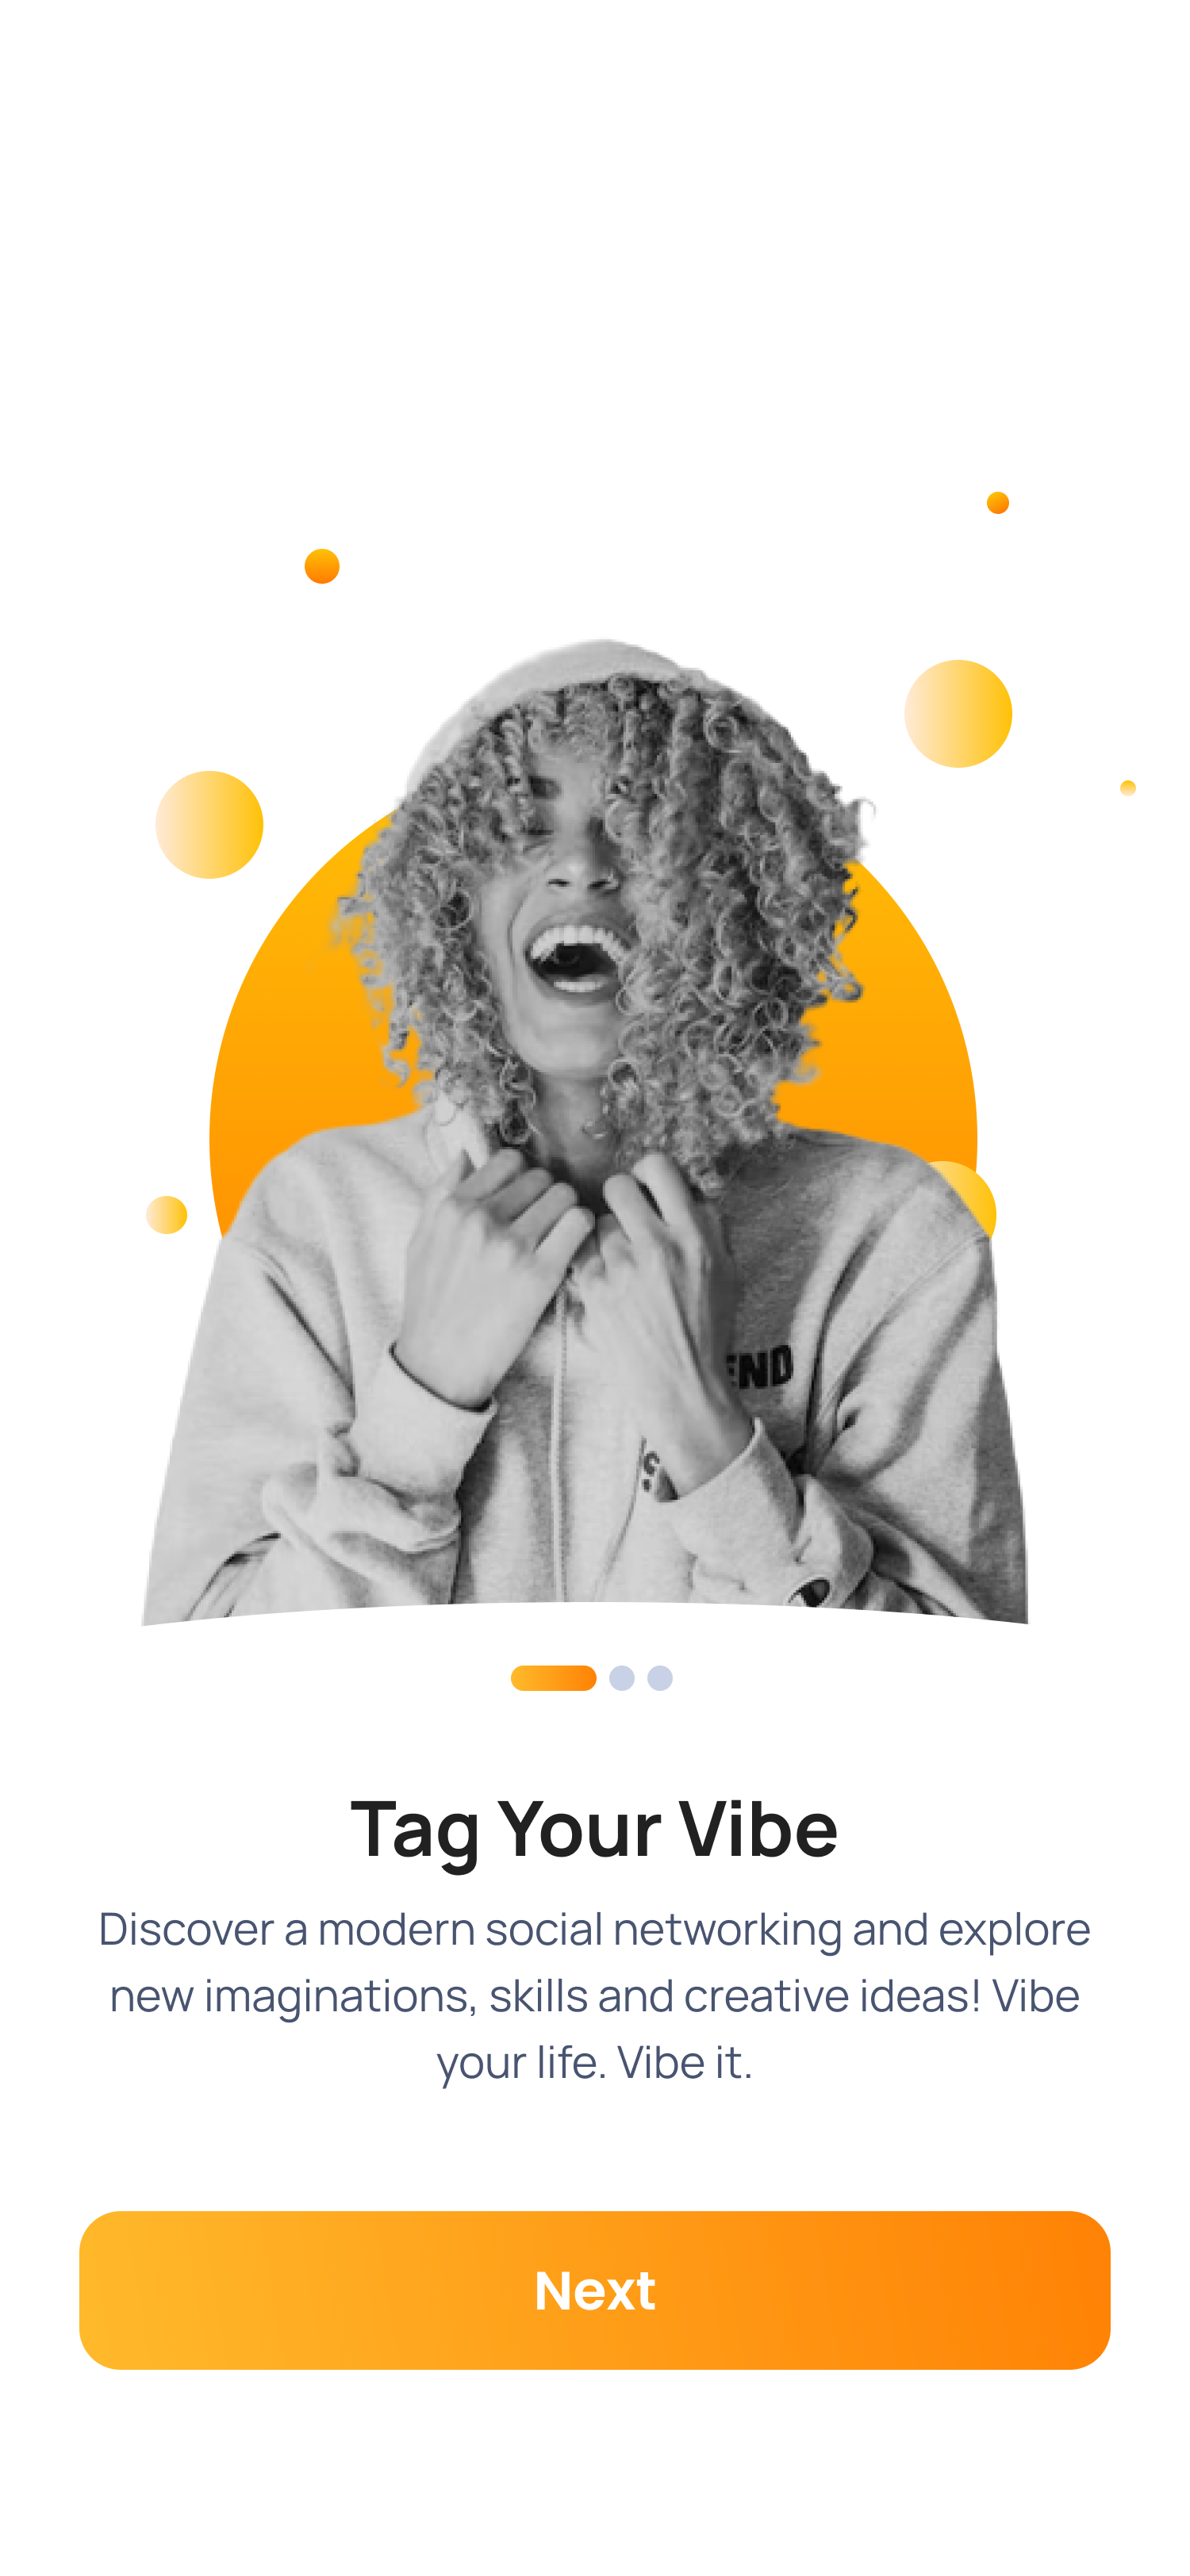 END
Tag Your Vibe
Discover a modern social networking and explore
new imaginations, skills and creative ideas! Vibe
your life. Vibe it.
Next